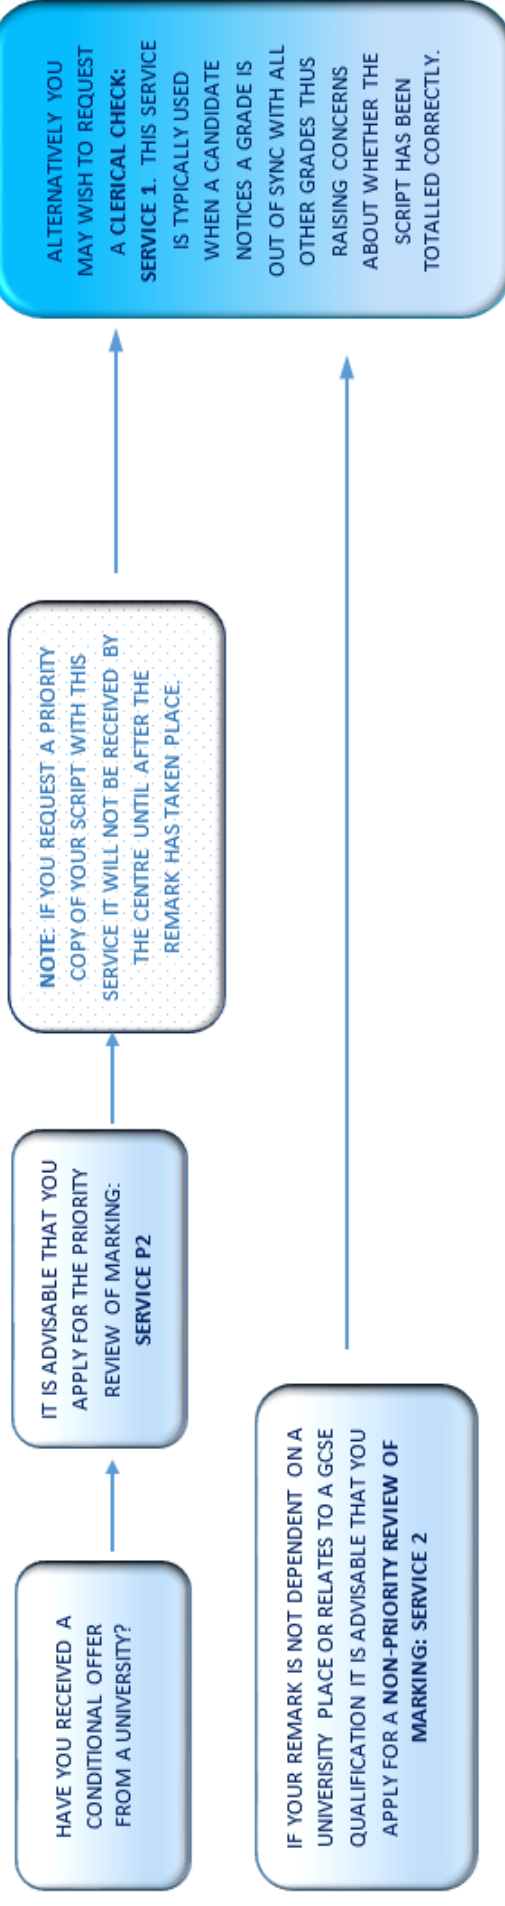 HAVE YOU RECEIVED A
CONDITIONAL OFFER
FROM A UNIVERSITY?
IT IS ADVISABLE THAT YOU
APPLY FOR THE PRIORITY
REVIEW OF MARKING:
SERVICE P2
NOTE: IF YOU REQUEST A PRIORITY
COPY OF YOUR SCRIPT WITH THIS
SERVICE IT WILL NOT BE RECEIVED BY
THE CENTRE UNTIL AFTER THE
REMARK HAS TAKEN PLACE.
IF YOUR REMARK IS NOT DEPENDENT ON A
UNIVERISITY PLACE OR RELATES TO A GCSE
QUALIFICATION IT IS ADVISABLE THAT YOU
APPLY FOR A NON-PRIORITY REVIEW OF
MARKING: SERVICE 2
ALTERNATIVELY YOU
MAY WISH TO REQUEST
A CLERICAL CHECK:
SERVICE 1. THIS SERVICE
IS TYPICALLY USED
WHEN A CANDIDATE
NOTICES A GRADE IS
OUT OF SYNC WITH ALL
OTHER GRADES THUS
RAISING CONCERNS
ABOUT WHETHER THE
SCRIPT HAS BEEN
TOTALLED CORRECTLY.